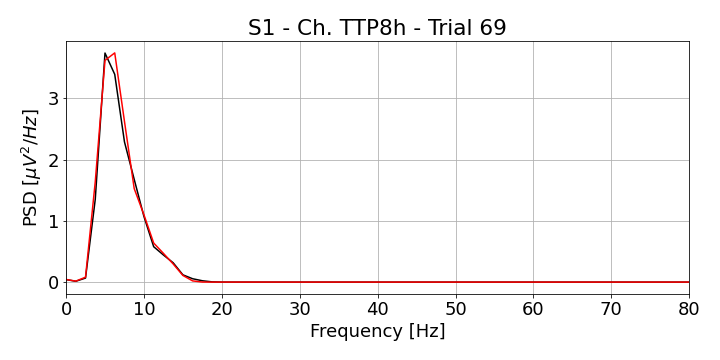 S1 - Ch. TTP8h - Trial 69
PSD [μV²/Hz]
3
2
1
0
0 10 20 30 40 50 60 70 80
Frequency [Hz]